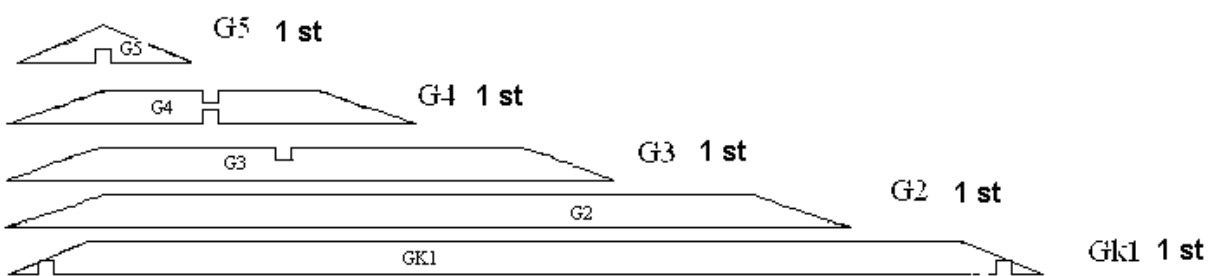 G5 1 st
G5
G4 1 st
G4
G3 1 st
G3
G2 1 st
G2
Gk1 1 st
GK1